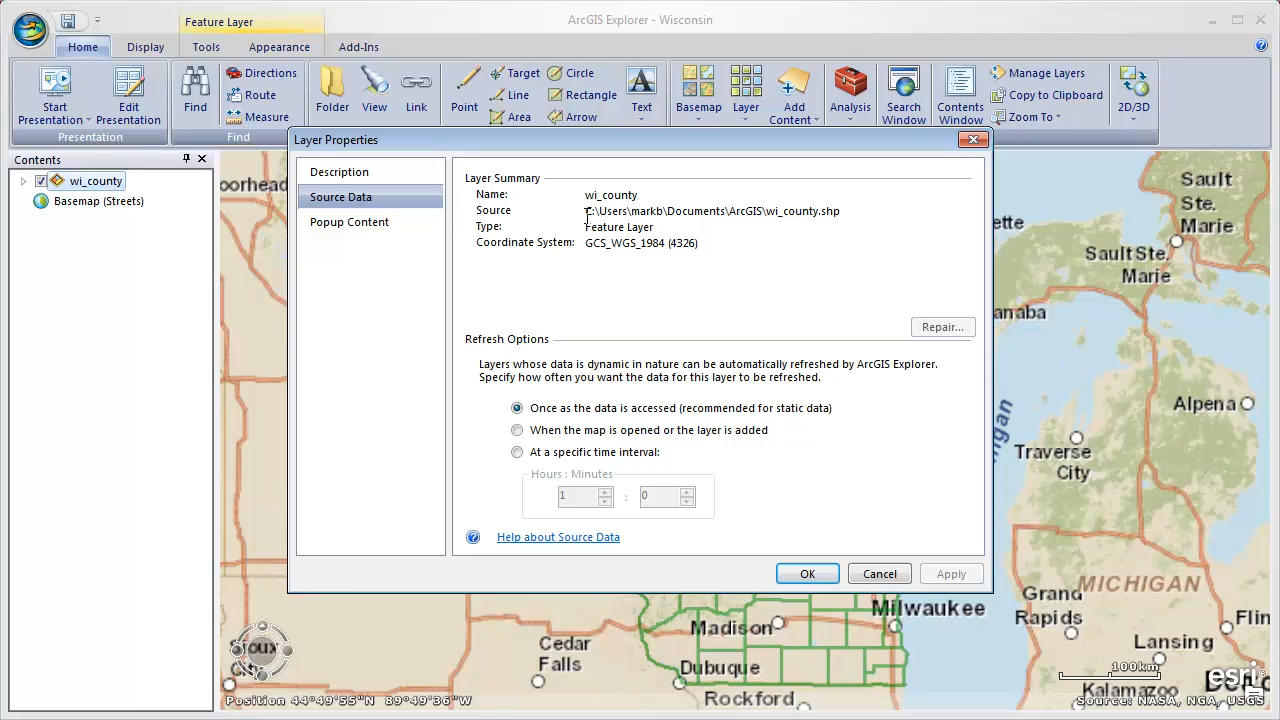 Feature Layer
ArcGIS Explorer - Wisconsin
Home
Display
Tools
Appearance
Add-Ins
Start
Presentation
Edit
Presentation
Presentation
Find
Directions
Route
Measure
Find
Folder
View
Link
Point
Target
Line
Area
Circle
Rectangle
Arrow
Text
Basemap
Layer
Add
Content
Analysis
Search
Window
Contents
Window
Manage Layers
Copy to Clipboard
Zoom To
2D/3D
Contents
wi_county
Basemap (Streets)
Layer Properties
Description
Source Data
Popup Content
Layer Summary
Name: wi_county
Source C:\Users\markb\Documents\ArcGIS\wi_county.shp
Type: Feature Layer
Coordinate System: GCS_WGS_1984 (4326)
Repair...
Refresh Options
Layers whose data is dynamic in nature can be automatically refreshed by ArcGIS Explorer.
Specify how often you want the data for this layer to be refreshed.
Once as the data is accessed (recommended for static data)
When the map is opened or the layer is added
At a specific time interval:
Hours : Minutes
1 : 0
Help about Source Data
OK
Cancel
Apply
oorhead
Sault
Ste.
Marie
Sault Ste.
Marie
ette
anaba
igan
Alpena
Traverse
City
MICHIGAN
Grand
Rapids
Flin
Lansing
Kalamazoo
Milwaukee
Madison
Dubuque
Rockford
Cedar
Falls
Sioux
100km
esri
Position 44°49'55"N 89°49'36"W
Source: NASA, NGA, USGS